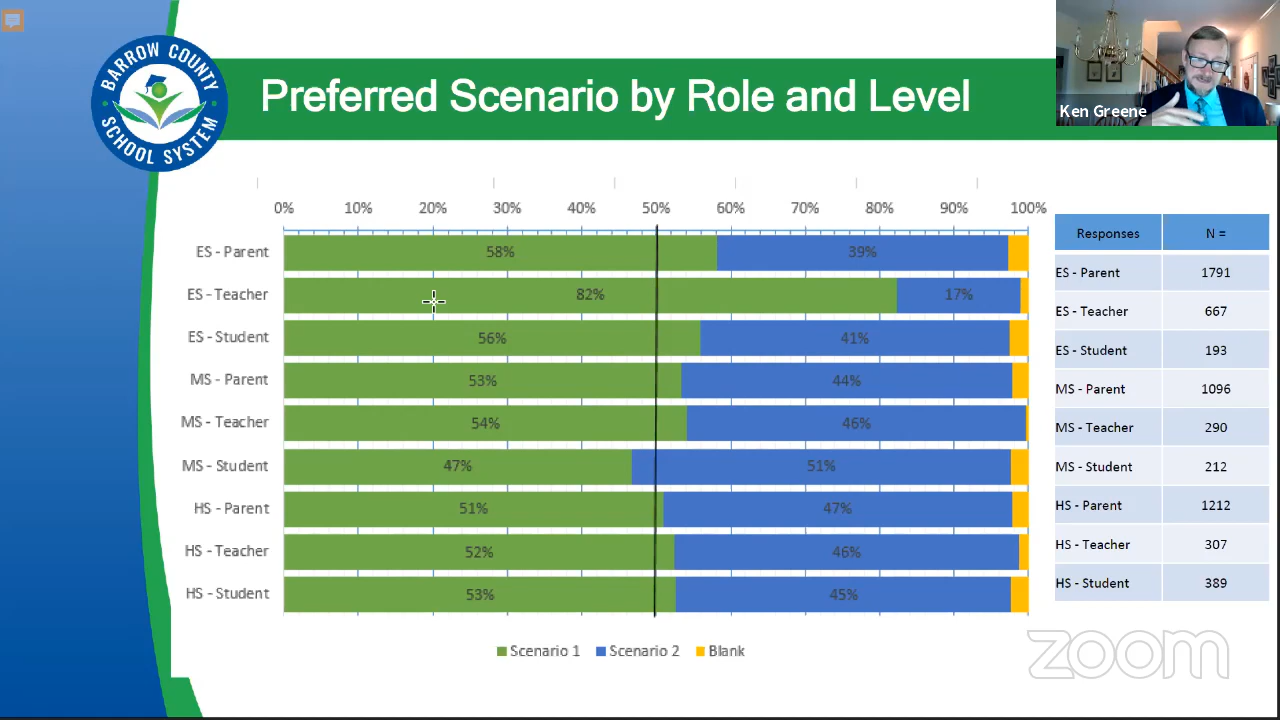 BARROW COUNTY
SCHOOL SYSTEM
Preferred Scenario by Role and Level
Ken Greene
0% 10% 20% 30% 40% 50% 60% 70% 80% 90% 100%
ES - Parent 58% 39%
ES - Teacher 82% 17%
ES - Student 56% 41%
MS - Parent 53% 44%
MS - Teacher 54% 46%
MS - Student 47% 51%
HS - Parent 51% 47%
HS - Teacher 52% 46%
HS - Student 53% 45%
Scenario 1 Scenario 2 Blank
Responses N =
ES - Parent 1791
ES - Teacher 667
ES - Student 193
MS - Parent 1096
MS - Teacher 290
MS - Student 212
HS - Parent 1212
HS - Teacher 307
HS - Student 389
zoom